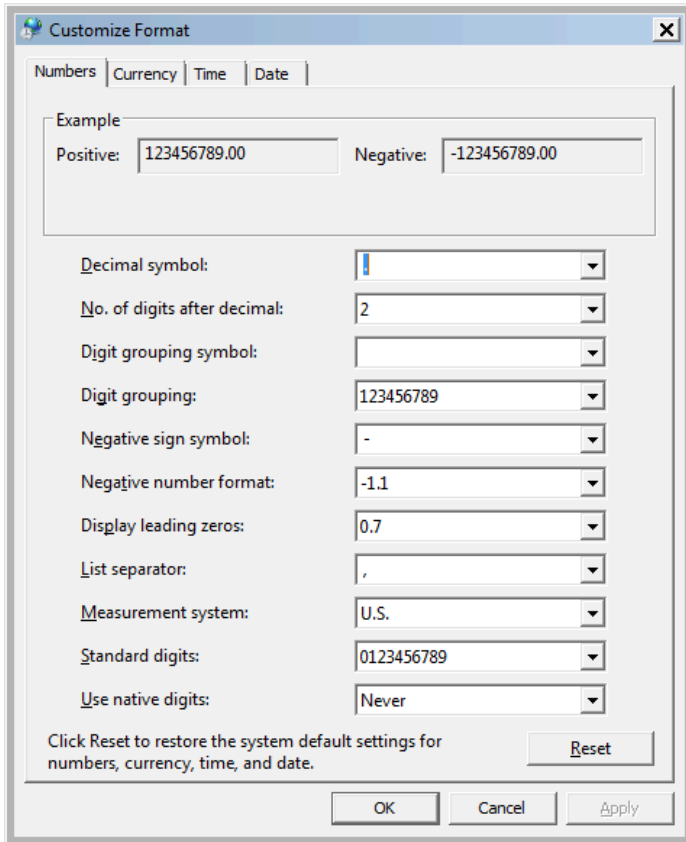 Customize Format
Numbers Currency Time Date
Example
Positive: 123456789.00 Negative: -123456789.00
Decimal symbol: .
No. of digits after decimal: 2
Digit grouping symbol:
Digit grouping: 123456789
Negative sign symbol: -
Negative number format: -1.1
Display leading zeros: 0.7
List separator: ,
Measurement system: U.S.
Standard digits: 0123456789
Use native digits: Never
Click Reset to restore the system default settings for
numbers, currency, time, and date.
Reset
OK Cancel Apply